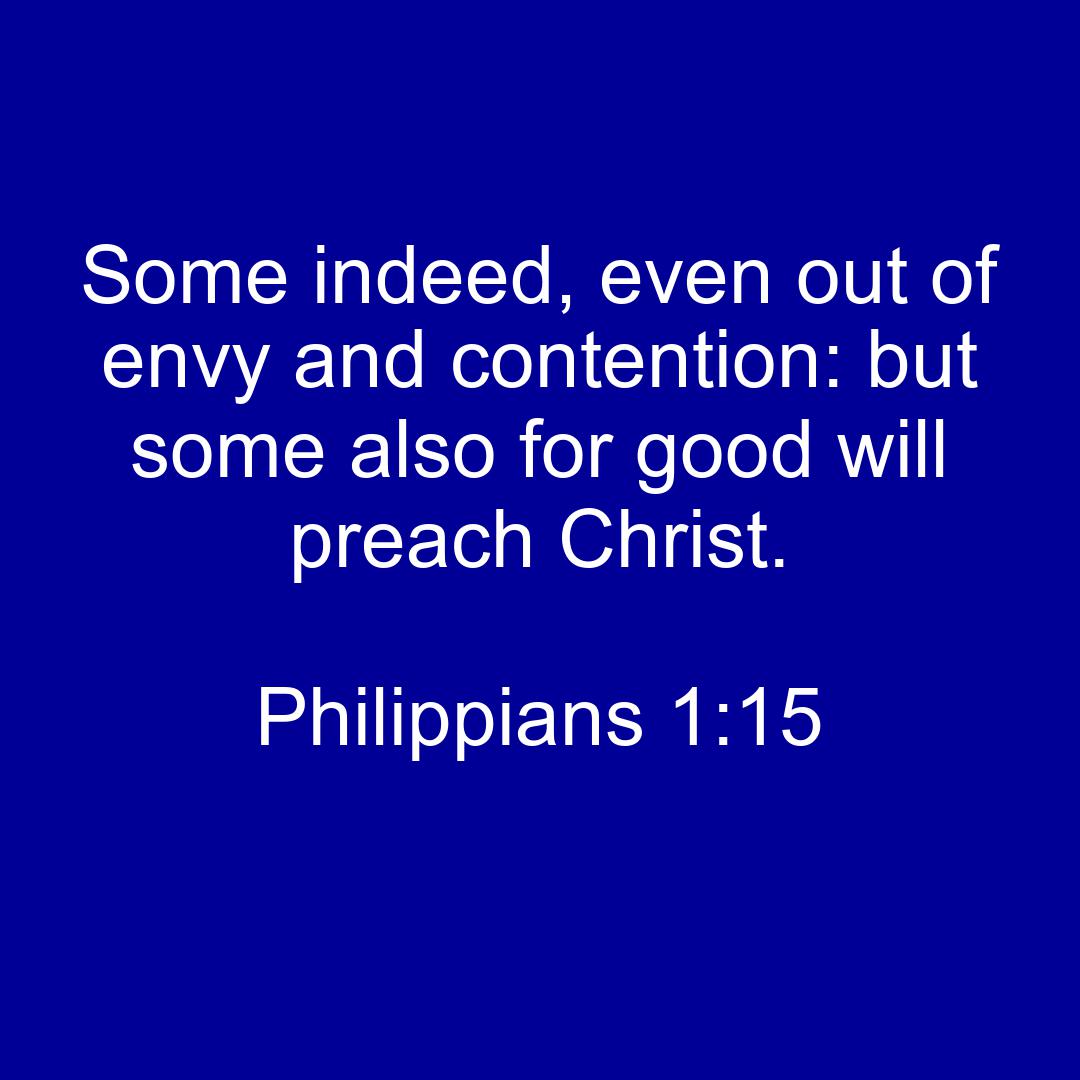 Some indeed, even out of
envy and contention: but
some also for good will
preach Christ.
Philippians 1:15